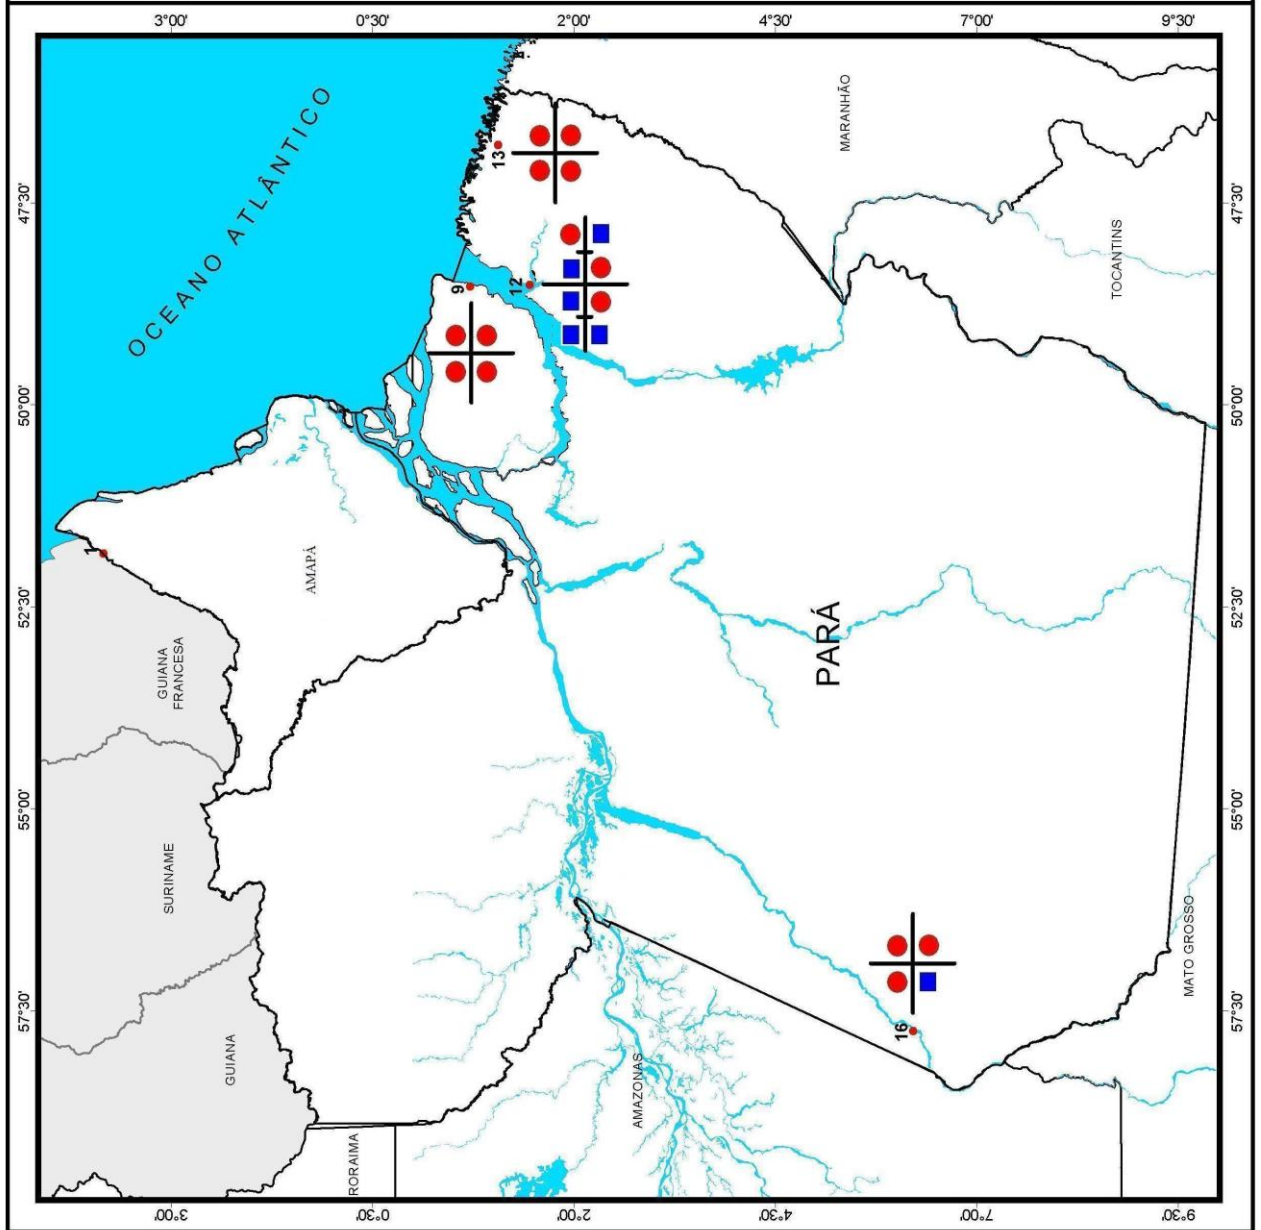 3°00'
0°30'
2°00'
4°30'
7°00'
9°30'
OCEANO ATLÂNTICO
47°30'
47°30'
13
MARANHÃO
12
9
TOCANTINS
50°00'
50°00'
1
AMAPÁ
52°30'
52°30'
GUIANA
FRANCESA
PARÁ
55°00'
55°00'
SURINAME
MATO GROSSO
57°30'
57°30'
16
GUIANA
AMAZONAS
RORAIMA
3°00'
0°30'
2°00'
4°30'
7°00'
9°30'